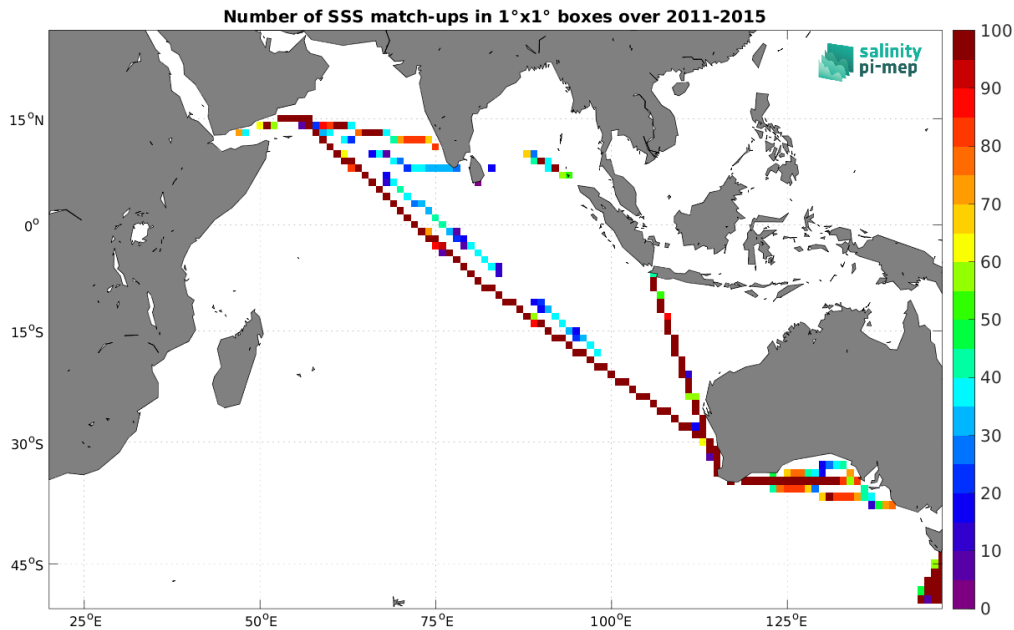 Number of SSS match-ups in 1°x1° boxes over 2011-2015
salinity
pi-mep
15°N
0°
15°S
30°S
45°S
25°E
50°E
75°E
100°E
125°E
100
90
80
70
60
50
40
30
20
10
0